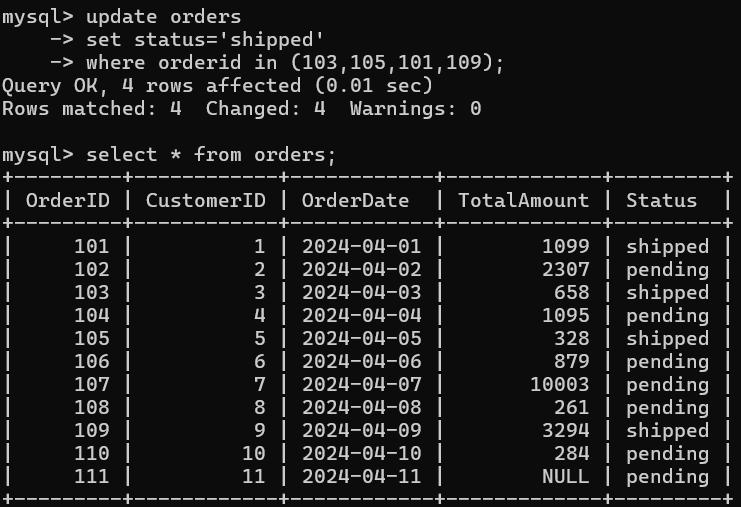 mysql> update orders
    -> set status='shipped'
    -> where orderid in (103,105,101,109);
Query OK, 4 rows affected (0.01 sec)
Rows matched: 4  Changed: 4  Warnings: 0

mysql> select * from orders;
+---------+------------+------------+-------------+---------+
| OrderID | CustomerID | OrderDate  | TotalAmount | Status  |
+---------+------------+------------+-------------+---------+
|     101 |          1 | 2024-04-01 |        1099 | shipped |
|     102 |          2 | 2024-04-02 |        2307 | pending |
|     103 |          3 | 2024-04-03 |         658 | shipped |
|     104 |          4 | 2024-04-04 |        1095 | pending |
|     105 |          5 | 2024-04-05 |         328 | shipped |
|     106 |          6 | 2024-04-06 |         879 | pending |
|     107 |          7 | 2024-04-07 |       10003 | pending |
|     108 |          8 | 2024-04-08 |         261 | pending |
|     109 |          9 | 2024-04-09 |        3294 | shipped |
|     110 |         10 | 2024-04-10 |         284 | pending |
|     111 |         11 | 2024-04-11 |        NULL | pending |
+---------+------------+------------+-------------+---------+